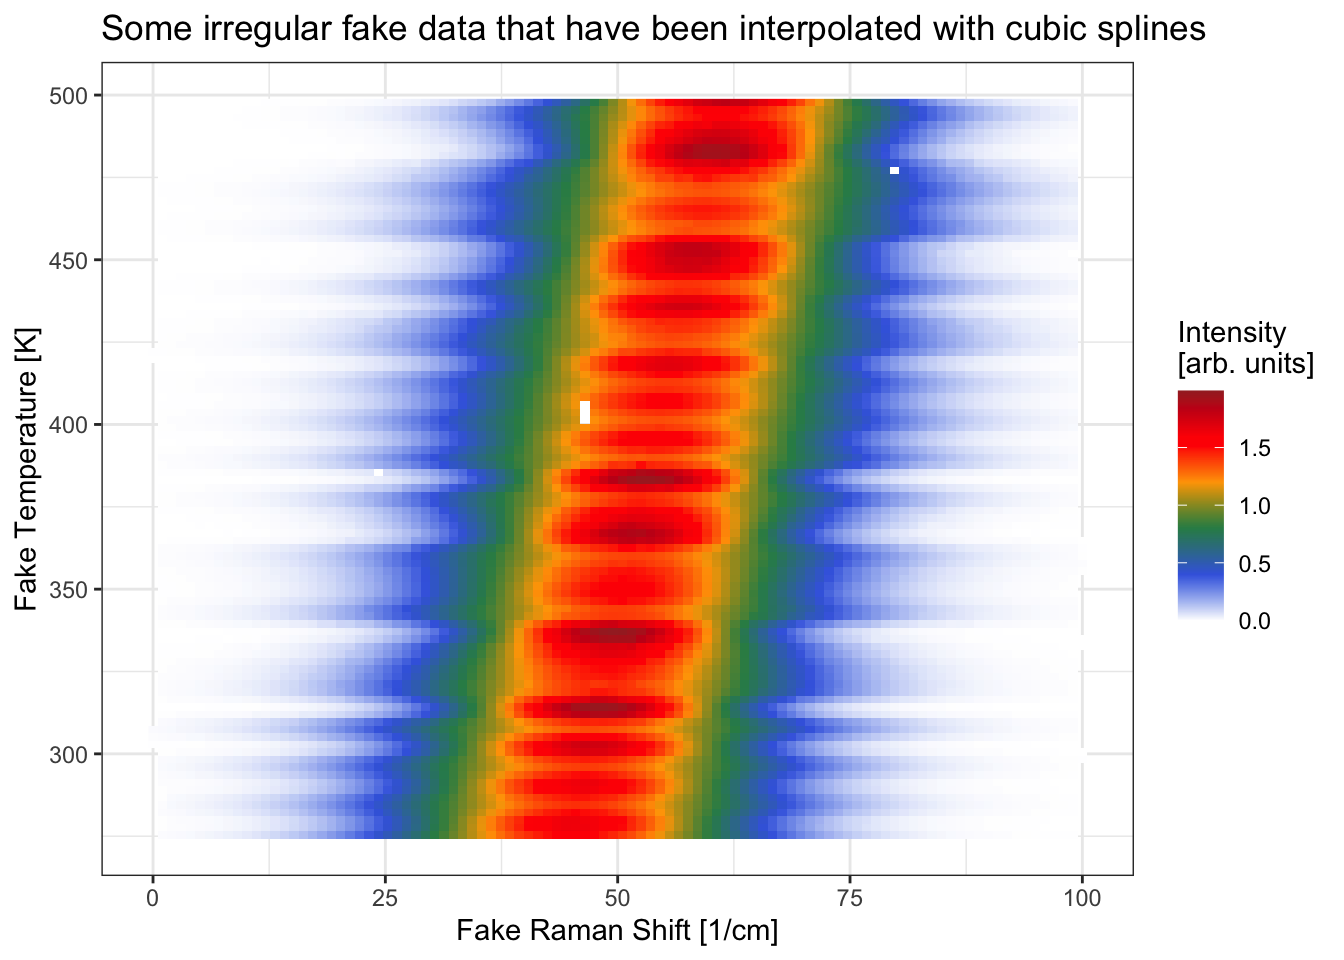 Some irregular fake data that have been interpolated with cubic splines
500
450
400
350
300
Fake Temperature [K]
0 25 50 75 100
Fake Raman Shift [1/cm]
Intensity
[arb. units]
1.5
1.0
0.5
0.0